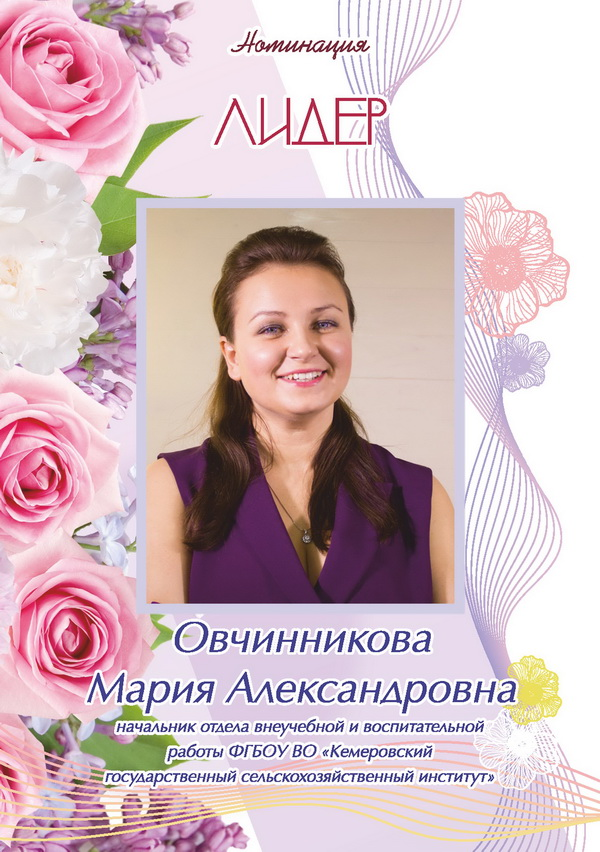 Номинация
ЛИДЕР
Овчинникова
Мария Александровна
начальник отдела внеучебной и воспитательной
работы ФГБОУ ВО «Кемеровский
государственный сельскохозяйственный институт»